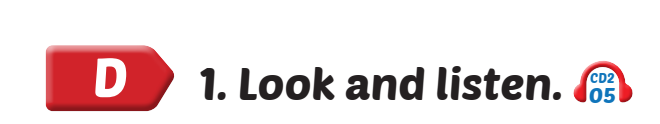 D 1. Look and listen. CD2
05